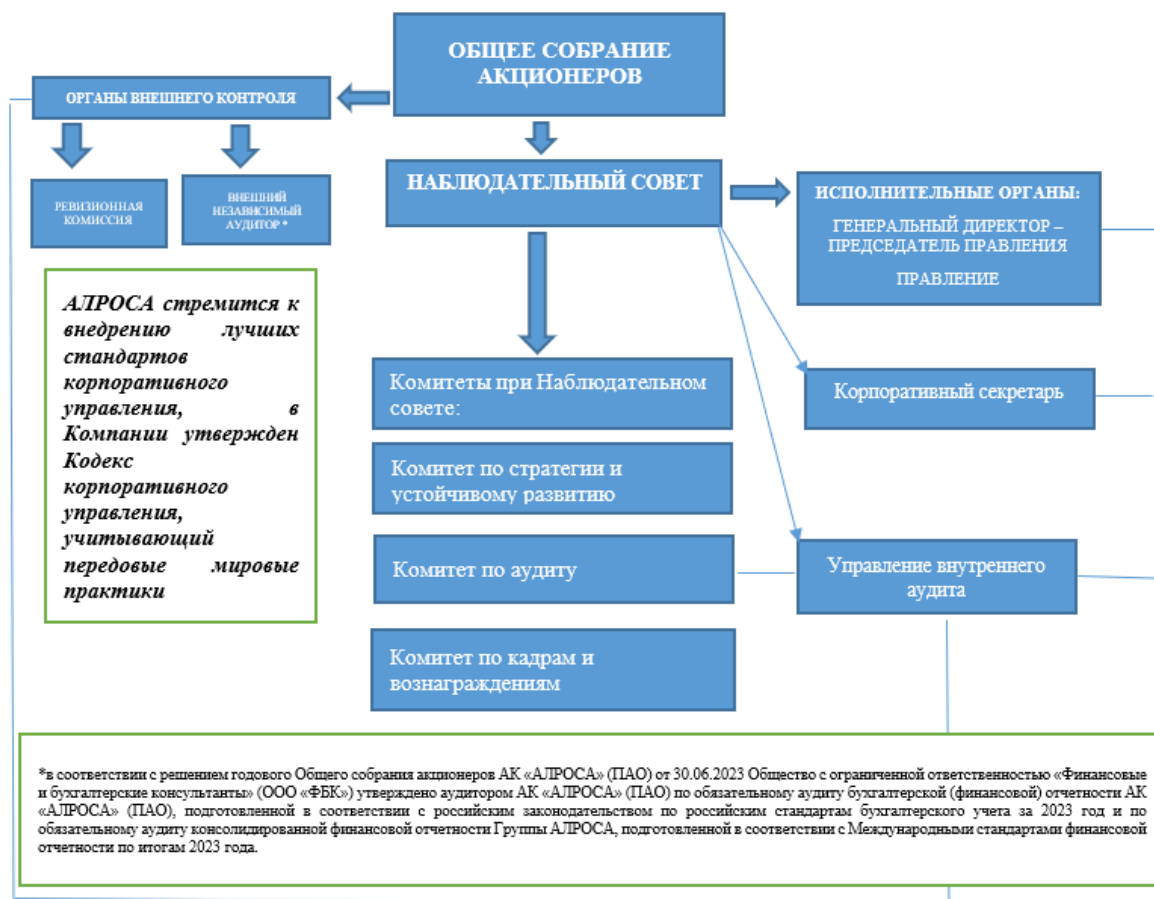 ОБЩЕЕ СОБРАНИЕ
АКЦИОНЕРОВ
ОРГАНЫ ВНЕШНЕГО КОНТРОЛЯ
РЕВИЗИОННАЯ
КОМИССИЯ
ВНЕШНИЙ
НЕЗАВИСИМЫЙ
АУДИТОР *
НАБЛЮДАТЕЛЬНЫЙ СОВЕТ
ИСПОЛНИТЕЛЬНЫЕ ОРГАНЫ:
ГЕНЕРАЛЬНЫЙ ДИРЕКТОР –
ПРЕДСЕДАТЕЛЬ ПРАВЛЕНИЯ
ПРАВЛЕНИЕ
АЛРОСА стремится к
внедрению лучших
стандартов
корпоративного
управления, в
Компании утвержден
Кодекс
корпоративного
управления,
учитывающий
передовые мировые
практики
Комитеты при Наблюдательном
совете:
Корпоративный секретарь
Комитет по стратегии и
устойчивому развитию
Комитет по аудиту
Управление внутреннего
аудита
Комитет по кадрам и
вознаграждениям
*в соответствии с решением годового Общего собрания акционеров АК «АЛРОСА» (ПАО) от 30.06.2023 Общество с ограниченной ответственностью «Финансовые
и бухгалтерские консультанты» (ООО «ФБК») утверждено аудитором АК «АЛРОСА» (ПАО) по обязательному аудиту бухгалтерской (финансовой) отчетности АК
«АЛРОСА» (ПАО), подготовленной в соответствии с российским законодательством по российским стандартам бухгалтерского учета за 2023 год и по
обязательному аудиту консолидированной финансовой отчетности Группы АЛРОСА, подготовленной в соответствии с Международными стандартами финансовой
отчетности по итогам 2023 года.